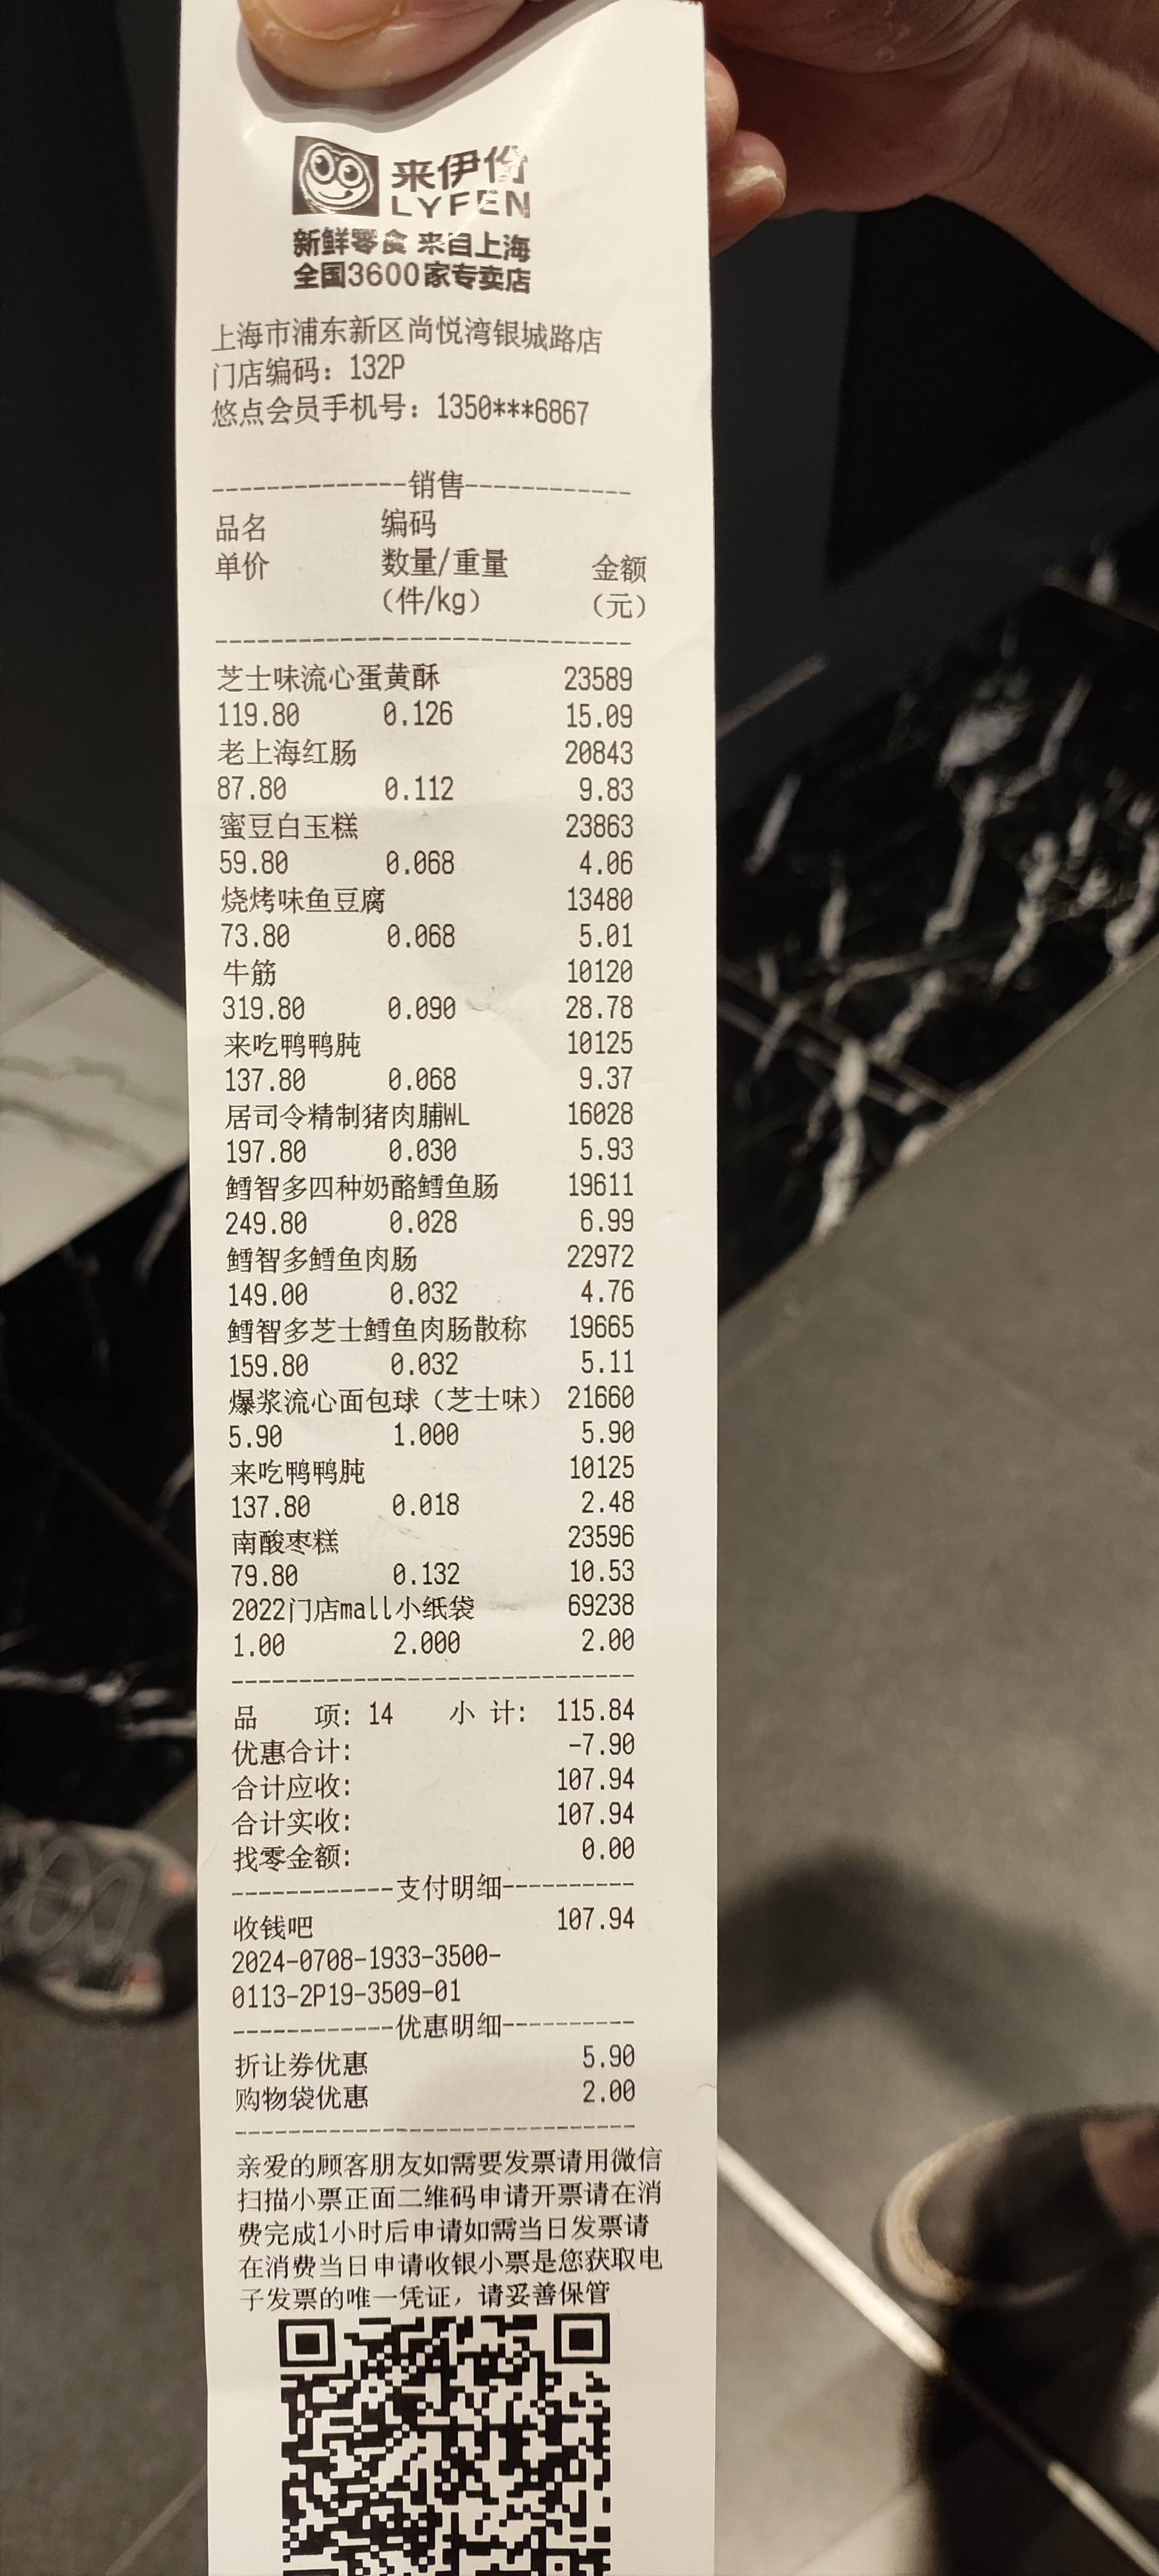 来伊份
LYFEN
新鲜零食 来自上海
全国3600家专卖店
上海市浦东新区尚悦湾银城路店
门店编码：132P
悠点会员手机号：1350***6867
--------------销售------------
品名 编码
单价 数量/重量 金额
（件/kg） （元）
------------------------------
芝士味流心蛋黄酥 23589
119.80 0.126 15.09
老上海红肠 20843
87.80 0.112 9.83
蜜豆白玉糕 23863
59.80 0.068 4.06
烧烤味鱼豆腐 13480
73.80 0.068 5.01
牛筋 10120
319.80 0.090 28.78
来吃鸭鸭肫 10125
137.80 0.068 9.37
居司令精制猪肉脯WL 16028
197.80 0.030 5.93
鳕智多四种奶酪鳕鱼肠 19611
249.80 0.028 6.99
鳕智多鳕鱼肉肠 22972
149.00 0.032 4.76
鳕智多芝士鳕鱼肉肠散称 19665
159.80 0.032 5.11
爆浆流心面包球（芝士味） 21660
5.90 1.000 5.90
来吃鸭鸭肫 10125
137.80 0.018 2.48
南酸枣糕 23596
79.80 0.132 10.53
2022门店mall小纸袋 69238
1.00 2.000 2.00
------------------------------
品 项: 14 小 计: 115.84
优惠合计: -7.90
合计应收: 107.94
合计实收: 107.94
找零金额: 0.00
------------支付明细----------
收钱吧 107.94
2024-0708-1933-3500-
0113-2P19-3509-01
------------优惠明细----------
折让券优惠 5.90
购物袋优惠 2.00
------------------------------
亲爱的顾客朋友如需要发票请用微信
扫描小票正面二维码申请开票请在消
费完成1小时后申请如需当日发票请
在消费当日申请收银小票是您获取电
子发票的唯一凭证，请妥善保管